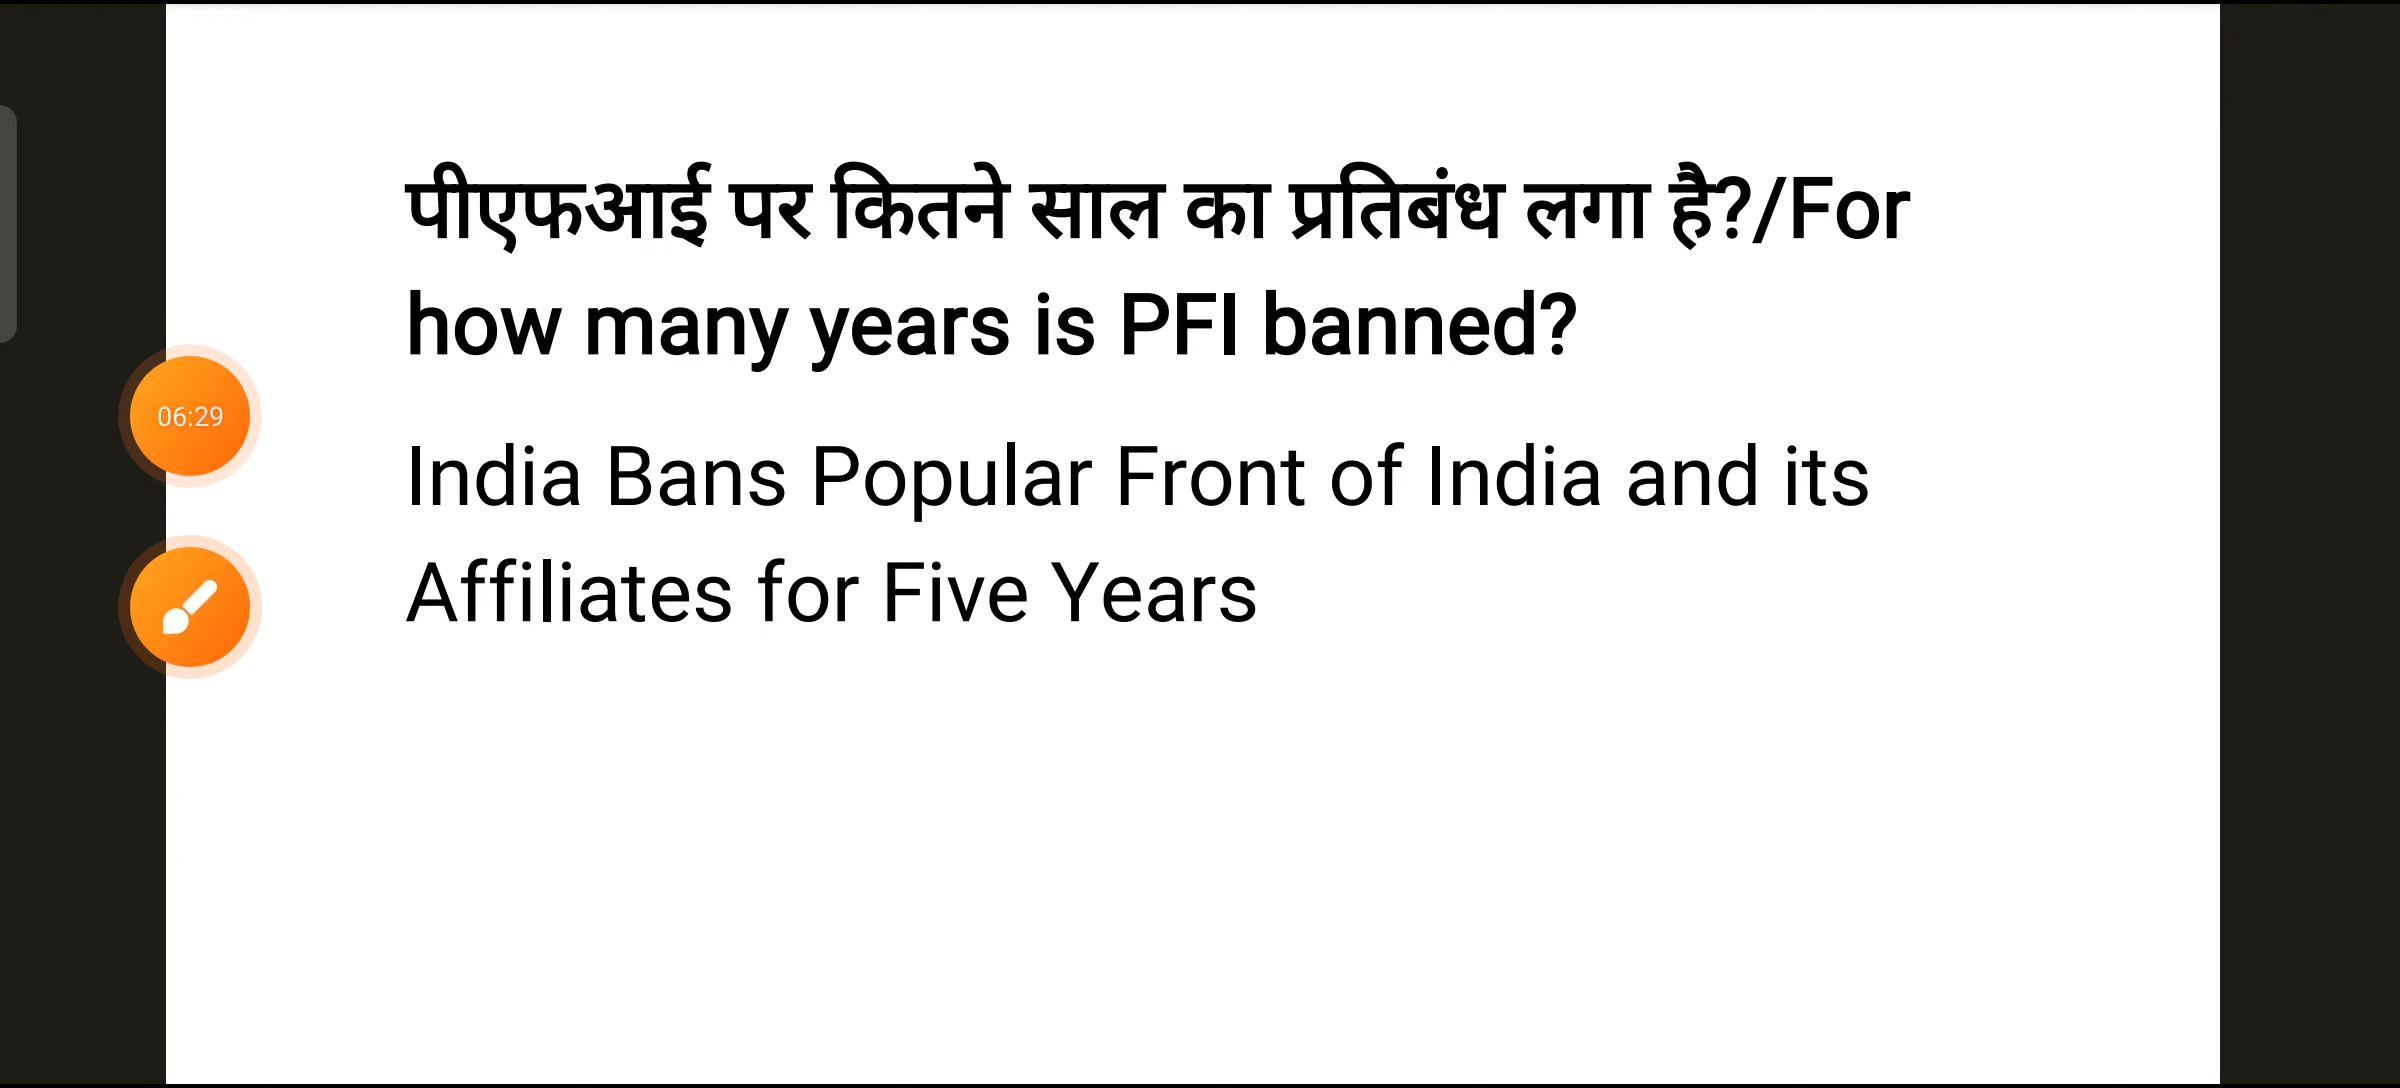 पीएफआई पर कितने साल का प्रतिबंध लगा है?/For
how many years is PFI banned?
06:29
India Bans Popular Front of India and its
Affiliates for Five Years